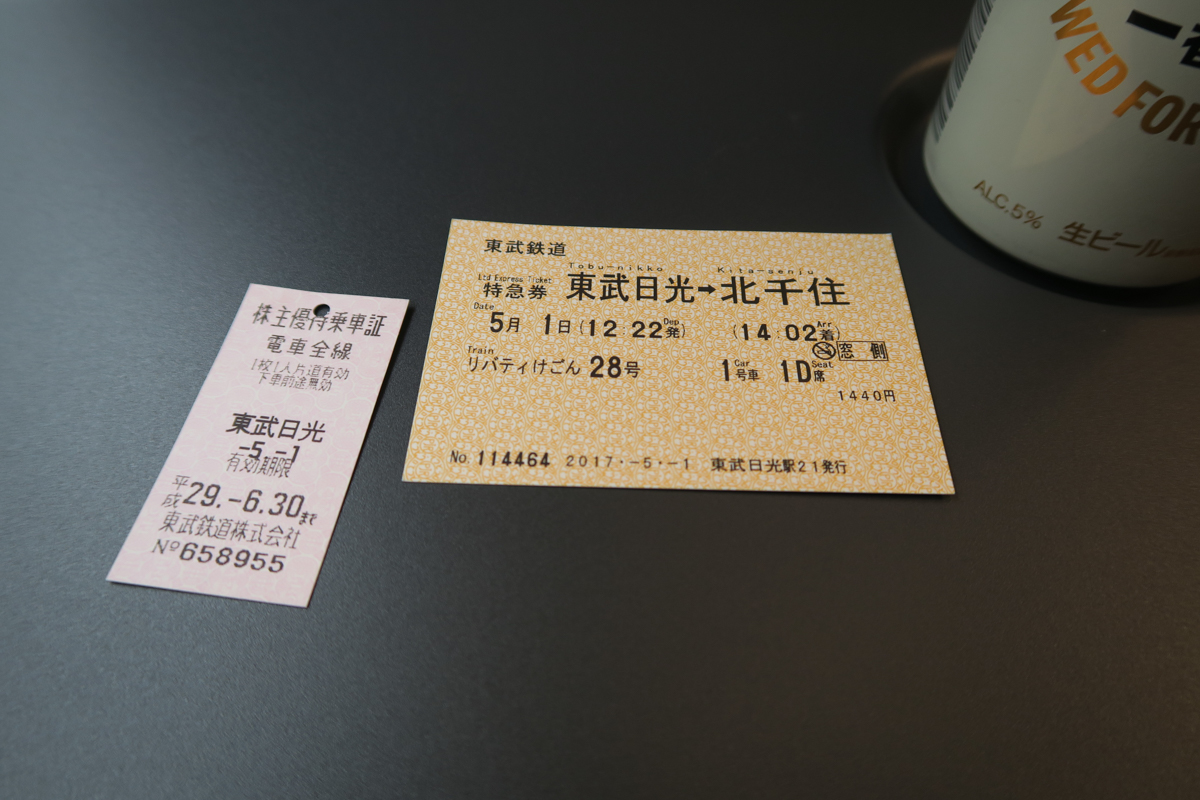 株主優待乗車証
電車全線
1枚1人片道有効
下車前途無効
東武日光
-5.-1
有効期限
平成29.-6.30まで
東武鉄道株式会社
Nº658955
東武鉄道
Tobu-nikko Kita-senju
Ltd Express Ticket
特急券 東武日光→北千住
Date Dep Arr
5月 1日(12:22発) (14:02着)
窓側
Train Car Seat
リバティけごん 28号 1号車 1D席
1440円
No. 114464 2017.-5.-1 東武日光駅21発行
一
WED FOR
ALC.5% 生ビール